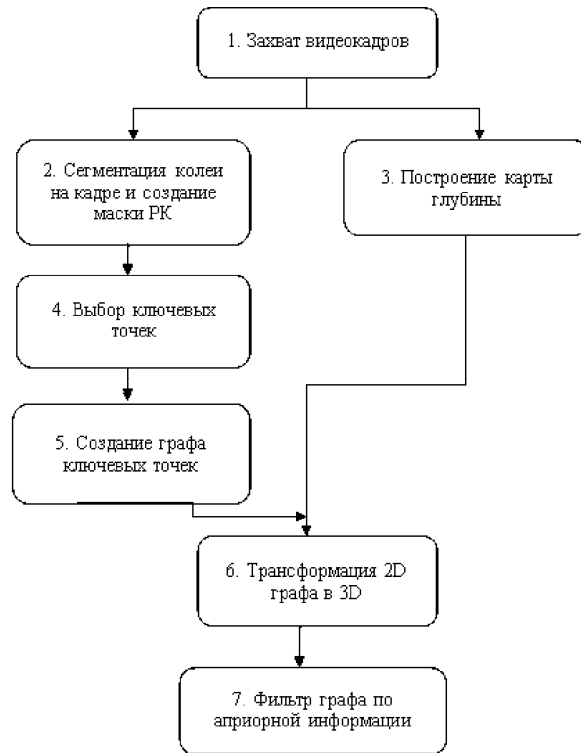 1. Захват видеокадров
2. Сегментация колеи
на кадре и создание
маски РК
3. Построение карты
глубины
4. Выбор ключевых
точек
5. Создание графа
ключевых точек
6. Трансформация 2D
графа в 3D
7. Фильтр графа по
априорной информации